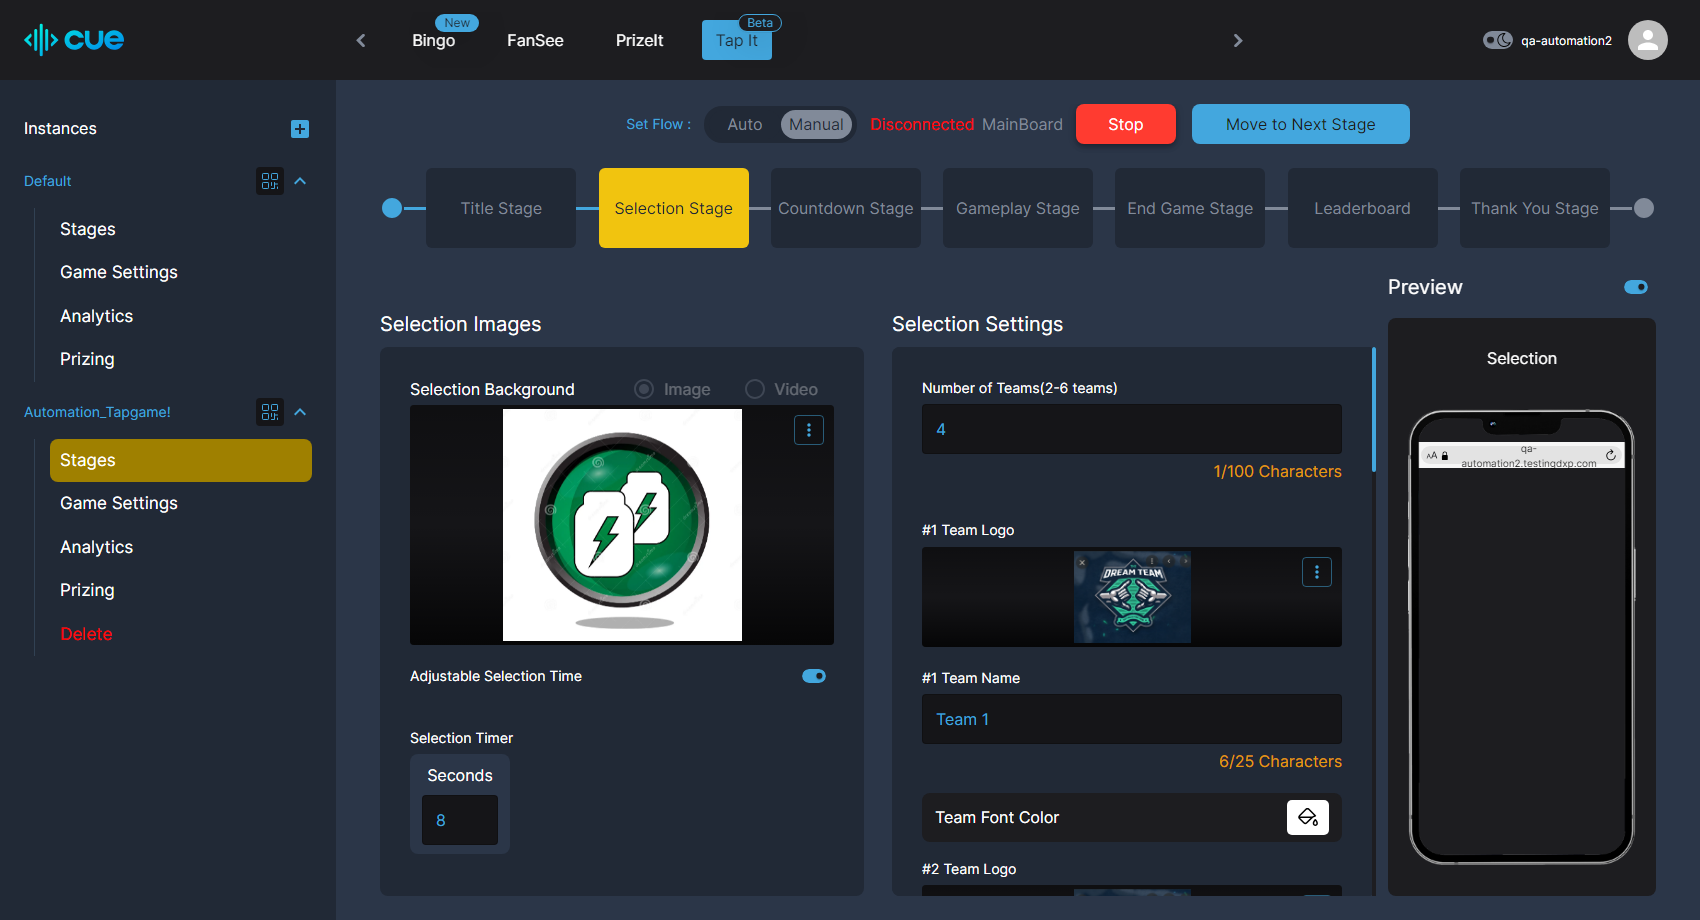 cue
New
Bingo
FanSee
PrizeIt
Beta
Tap It
qa-automation2
Instances
Default
Stages
Game Settings
Analytics
Prizing
Automation_Tapgame!
Stages
Game Settings
Analytics
Prizing
Delete
Set Flow :
Auto
Manual
Disconnected MainBoard
Stop
Move to Next Stage
Title Stage
Selection Stage
Countdown Stage
Gameplay Stage
End Game Stage
Leaderboard
Thank You Stage
Selection Images
Selection Background
Image
Video
Adjustable Selection Time
Selection Timer
Seconds
8
Selection Settings
Number of Teams(2-6 teams)
4
1/100 Characters
#1 Team Logo
DREAM TEAM
#1 Team Name
Team 1
6/25 Characters
Team Font Color
#2 Team Logo
Preview
Selection
AA
qa-
automation2.testingdxp.com